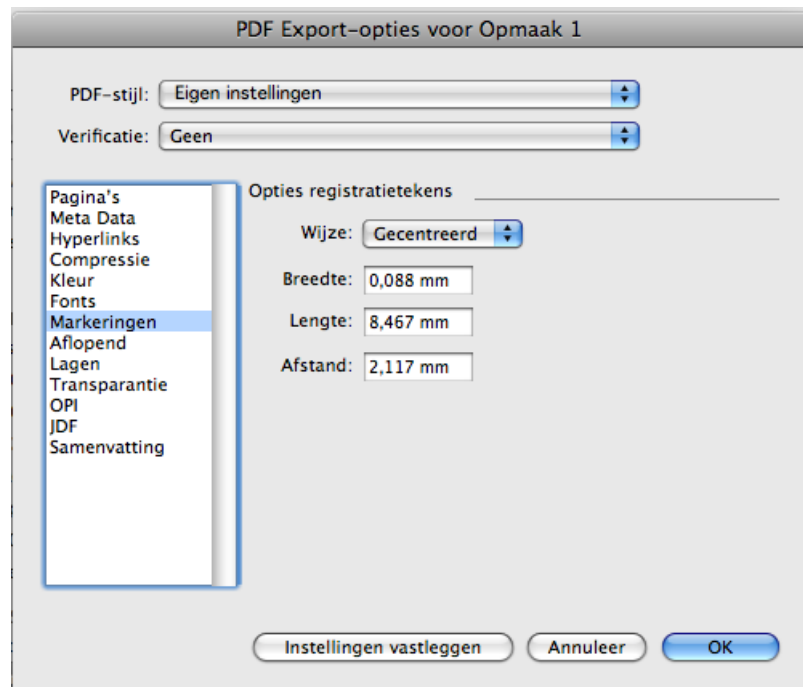 PDF Export-opties voor Opmaak 1
PDF-stijl: Eigen instellingen
Verificatie: Geen
Pagina's
Meta Data
Hyperlinks
Compressie
Kleur
Fonts
Markeringen
Aflopend
Lagen
Transparantie
OPI
JDF
Samenvatting
Opties registratietekens
Wijze: Gecentreerd
Breedte: 0,088 mm
Lengte: 8,467 mm
Afstand: 2,117 mm
Instellingen vastleggen Annuleer OK